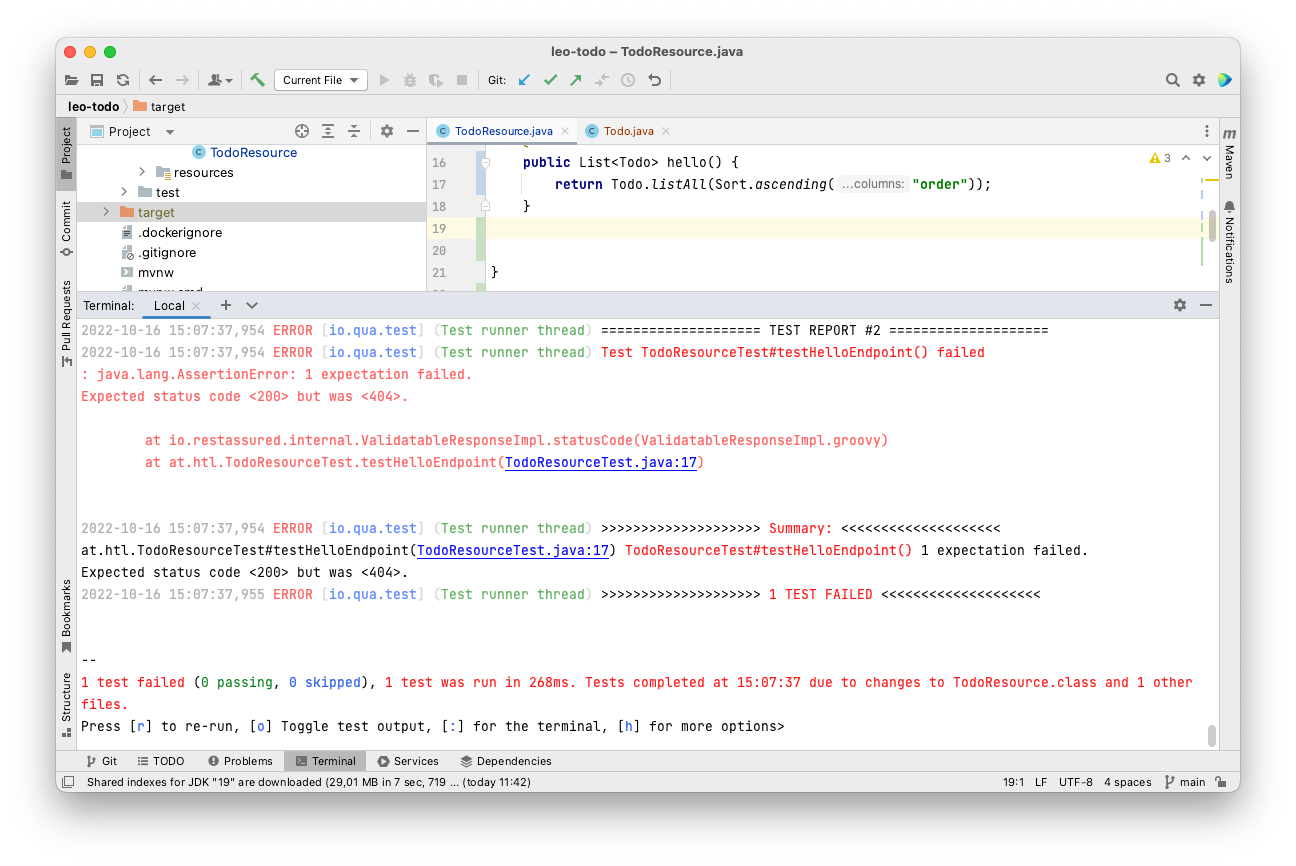 leo-todo – TodoResource.java
Current File
Git:
leo-todo
target
Project
Project
TodoResource
resources
test
target
.dockerignore
.gitignore
mvnw
mvnw.cmd
Commit
Pull Requests
Bookmarks
Structure
TodoResource.java
Todo.java
3
16 public List<Todo> hello() {
17 return Todo.listAll(Sort.ascending( ...columns: "order"));
18 }
19
20
21 }
m
Maven
Notifications
Terminal: Local
2022-10-16 15:07:37,954 ERROR [io.qua.test] (Test runner thread) ==================== TEST REPORT #2 ====================
2022-10-16 15:07:37,954 ERROR [io.qua.test] (Test runner thread) Test TodoResourceTest#testHelloEndpoint() failed
: java.lang.AssertionError: 1 expectation failed.
Expected status code <200> but was <404>.
at io.restassured.internal.ValidatableResponseImpl.statusCode(ValidatableResponseImpl.groovy)
at at.htl.TodoResourceTest.testHelloEndpoint(TodoResourceTest.java:17)
2022-10-16 15:07:37,954 ERROR [io.qua.test] (Test runner thread) >>>>>>>>>>>>>>>>>>>> Summary: <<<<<<<<<<<<<<<<<<<<
at.htl.TodoResourceTest#testHelloEndpoint(TodoResourceTest.java:17) TodoResourceTest#testHelloEndpoint() 1 expectation failed.
Expected status code <200> but was <404>.
2022-10-16 15:07:37,955 ERROR [io.qua.test] (Test runner thread) >>>>>>>>>>>>>>>>>>>> 1 TEST FAILED <<<<<<<<<<<<<<<<<<<<
--
1 test failed (0 passing, 0 skipped), 1 test was run in 268ms. Tests completed at 15:07:37 due to changes to TodoResource.class and 1 other
files.
Press [r] to re-run, [o] Toggle test output, [:] for the terminal, [h] for more options>
Git TODO Problems Terminal Services Dependencies
Shared indexes for JDK "19" are downloaded (29,01 MB in 7 sec, 719 ... (today 11:42)
19:1 LF UTF-8 4 spaces main